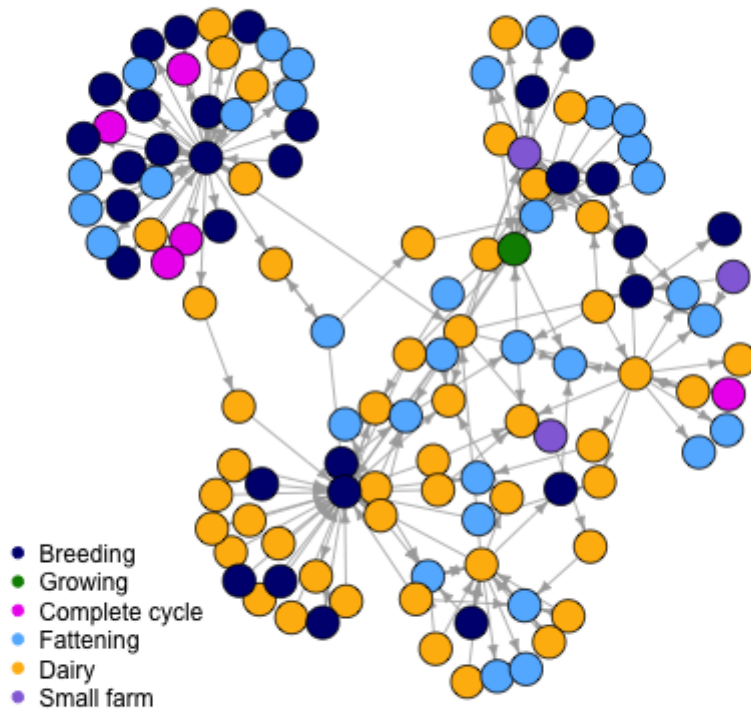 Breeding
Growing
Complete cycle
Fattening
Dairy
Small farm